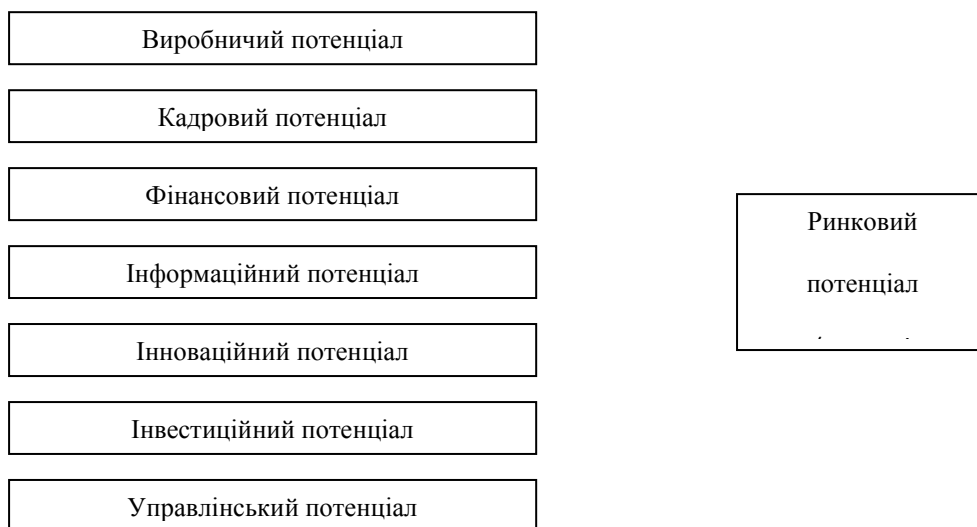 Виробничий потенціал
Кадровий потенціал
Фінансовий потенціал
Інформаційний потенціал
Інноваційний потенціал
Інвестиційний потенціал
Управлінський потенціал
Ринковий
потенціал